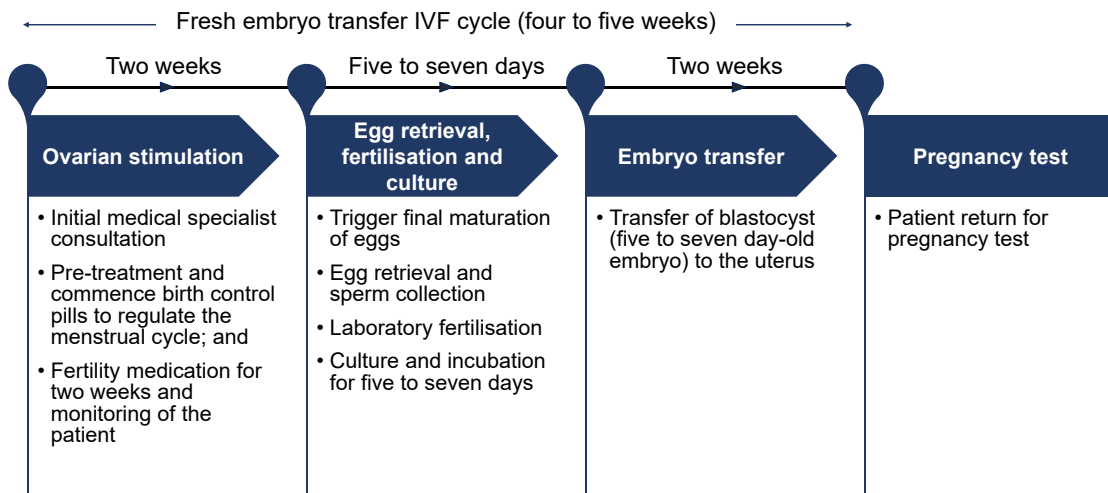 Fresh embryo transfer IVF cycle (four to five weeks)
Two weeks
Five to seven days
Two weeks
Ovarian stimulation
• Initial medical specialist
consultation
• Pre-treatment and
commence birth control
pills to regulate the
menstrual cycle; and
• Fertility medication for
two weeks and
monitoring of the
patient
Egg retrieval,
fertilisation and
culture
• Trigger final maturation
of eggs
• Egg retrieval and
sperm collection
• Laboratory fertilisation
• Culture and incubation
for five to seven days
Embryo transfer
• Transfer of blastocyst
(five to seven day-old
embryo) to the uterus
Pregnancy test
• Patient return for
pregnancy test